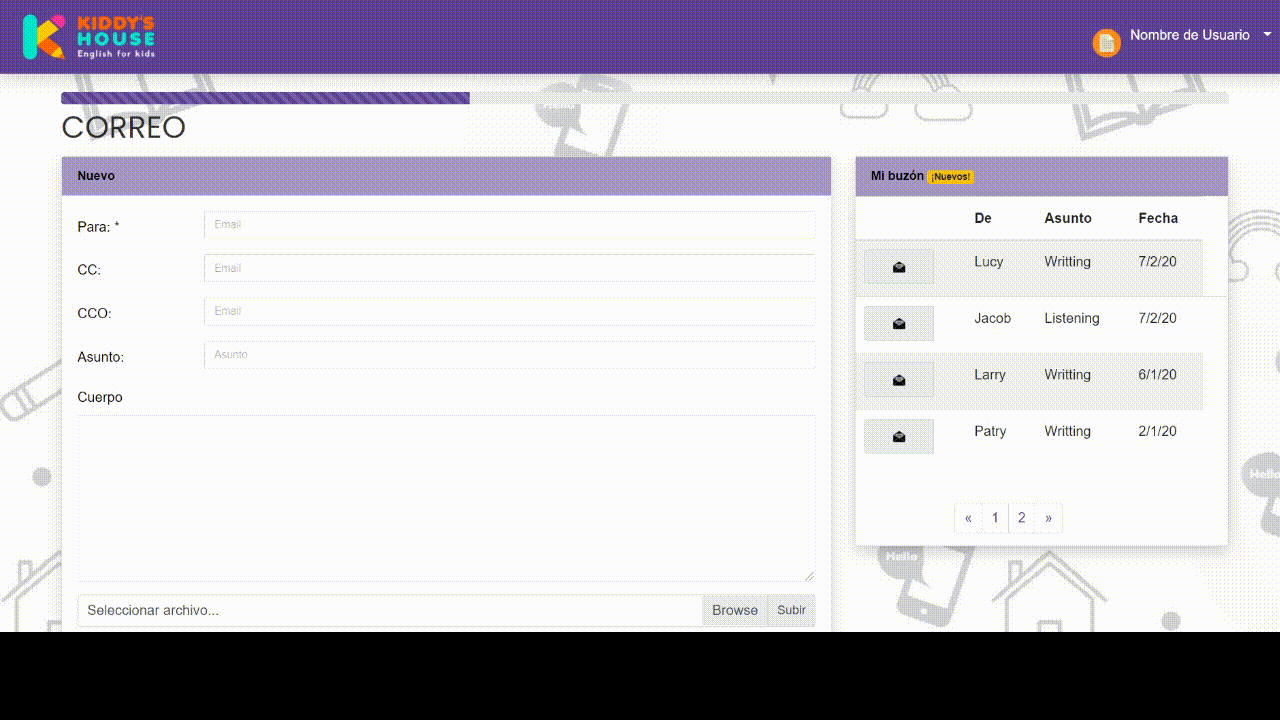 KIDDY'S
HOUSE
English for kids
Nombre de Usuario
CORREO
Nuevo
Para: *
Email
CC:
Email
CCO:
Email
Asunto:
Asunto
Cuerpo
Seleccionar archivo...
Browse
Subir
Mi buzón ¡Nuevos!
De Asunto Fecha
Lucy Writting 7/2/20
Jacob Listening 7/2/20
Larry Writting 6/1/20
Patry Writting 2/1/20
« 1 2 »
Hello
Hello